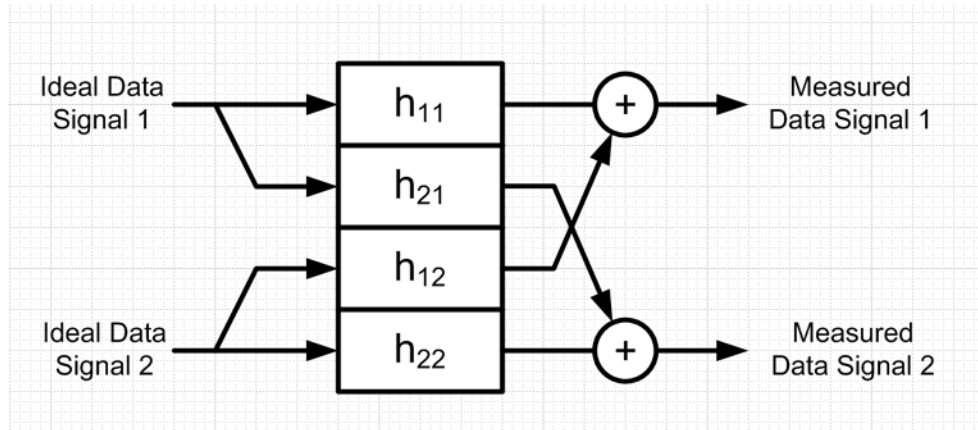 Ideal Data
Signal 1
h11
+
Measured
Data Signal 1
h21
h12
Ideal Data
Signal 2
h22
+
Measured
Data Signal 2